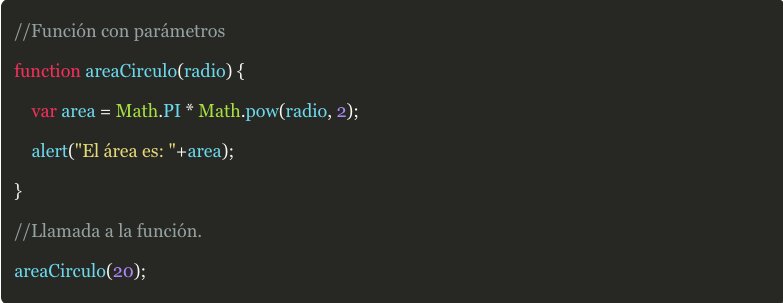 //Función con parámetros
function areaCirculo(radio) {
    var area = Math.PI * Math.pow(radio, 2);
    alert("El área es: "+area);
}
//Llamada a la función.
areaCirculo(20);